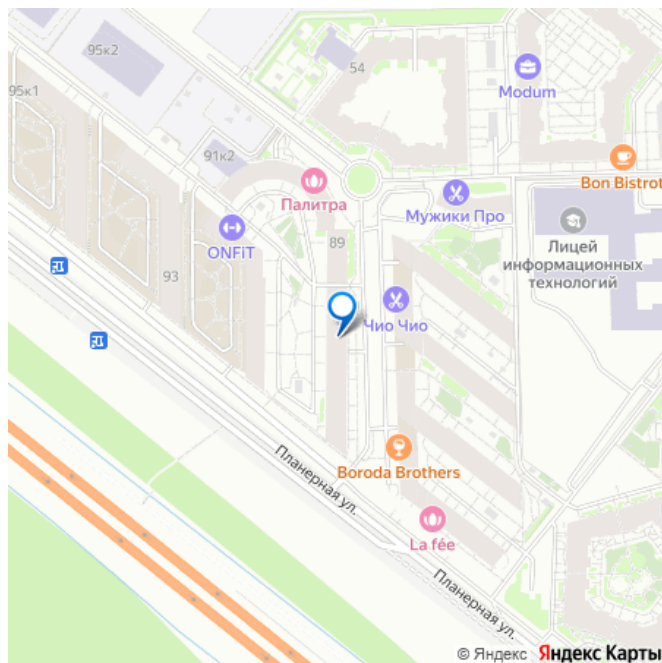 95к2
54
Modum
95к1
91к2
Bon Bistrot
Палитра
Мужики Про
89
ONFiT
Лицей
информационных
технологий
93
Чио Чио
Boroda Brothers
Планерная ул.
La fée
Планерная ул.
© Яндекс Яндекс Карты